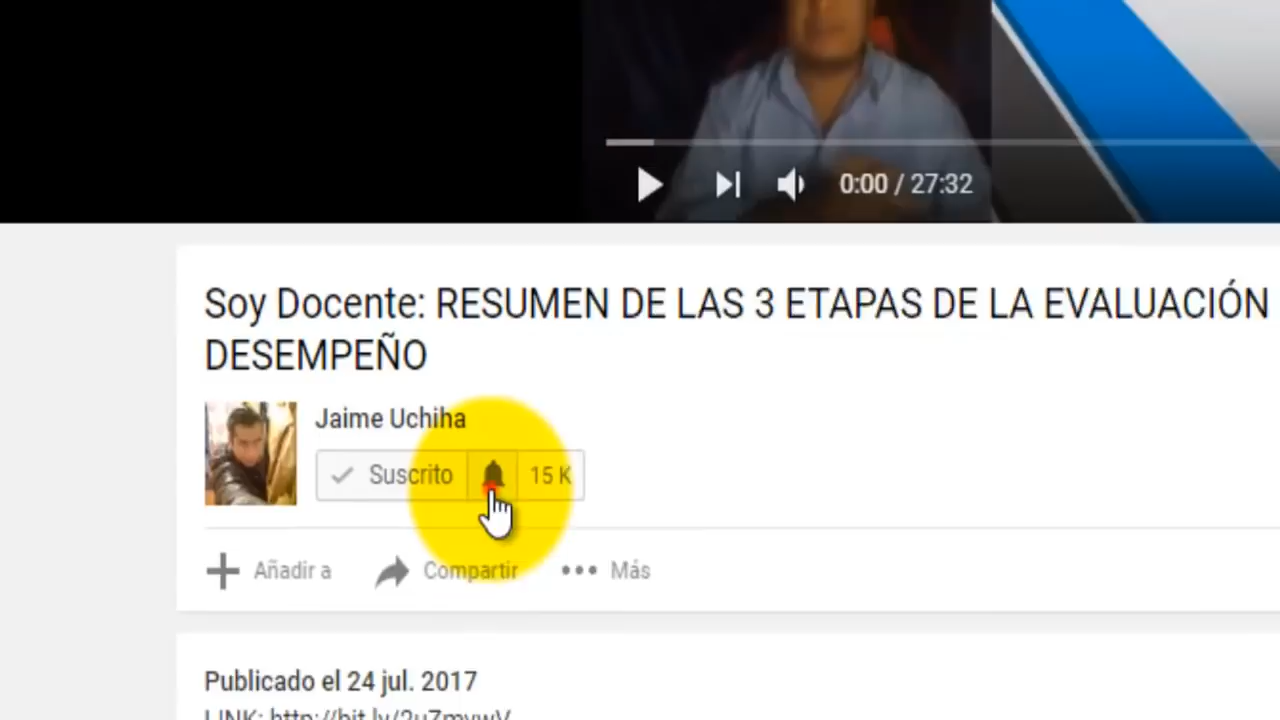 0:00 / 27:32
Soy Docente: RESUMEN DE LAS 3 ETAPAS DE LA EVALUACIÓN
DESEMPEÑO
Jaime Uchiha
Suscrito 15 K
Añadir a Compartir Más
Publicado el 24 jul. 2017
LINK: